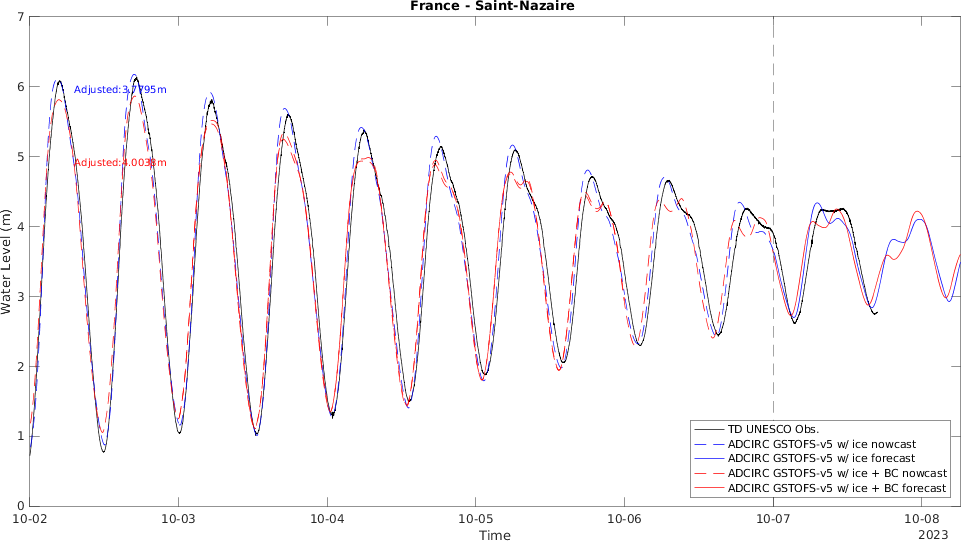 France - Saint-Nazaire
7
6
5
4
3
2
1
0
Water Level (m)
Adjusted:3.7795m
Adjusted:4.0038m
TD UNESCO Obs.
ADCIRC GSTOFS-v5 w/ ice nowcast
ADCIRC GSTOFS-v5 w/ ice forecast
ADCIRC GSTOFS-v5 w/ ice + BC nowcast
ADCIRC GSTOFS-v5 w/ ice + BC forecast
10-02 10-03 10-04 10-05 10-06 10-07 10-08
Time 2023